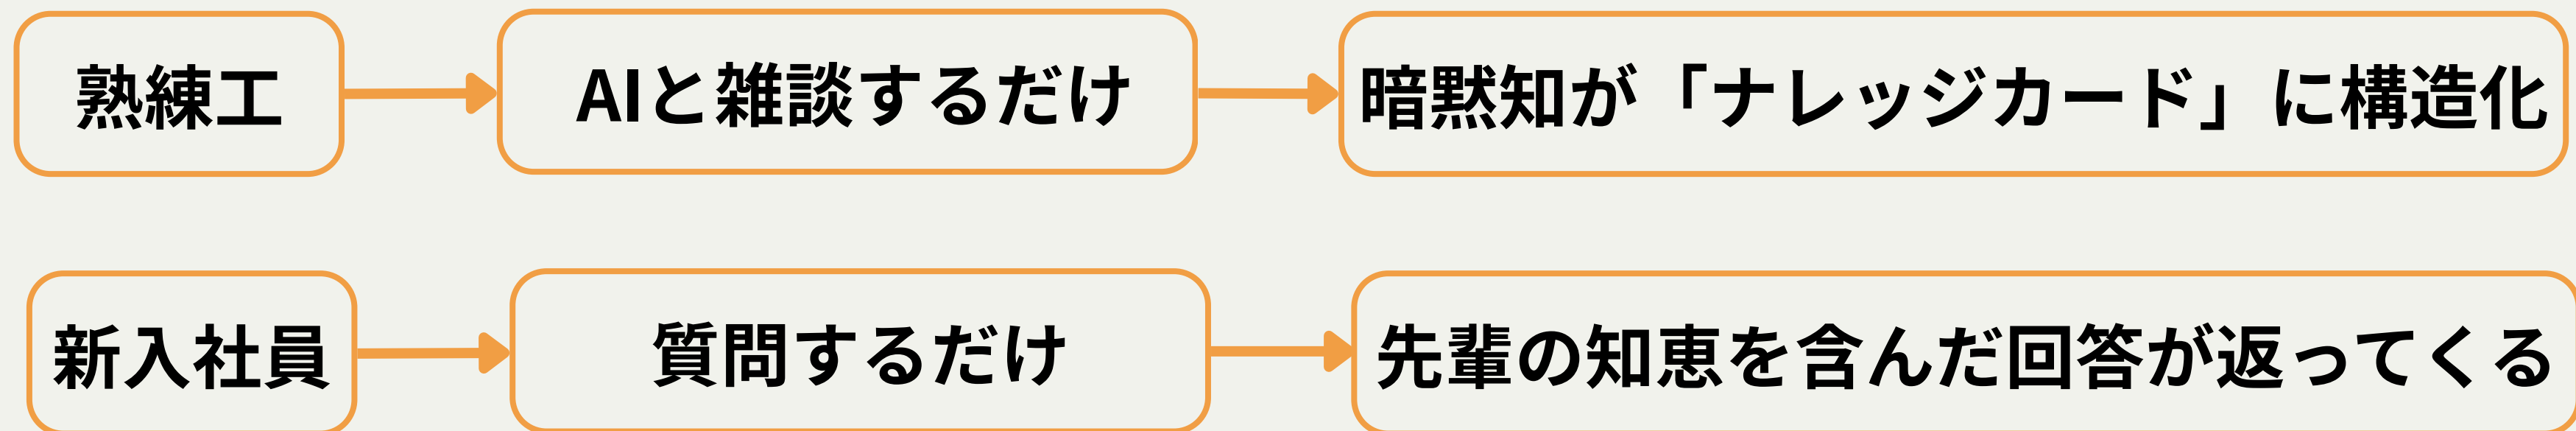 熟練工
AIと雑談するだけ
暗黙知が「ナレッジカード」に構造化
新入社員
質問するだけ
先輩の知恵を含んだ回答が返ってくる